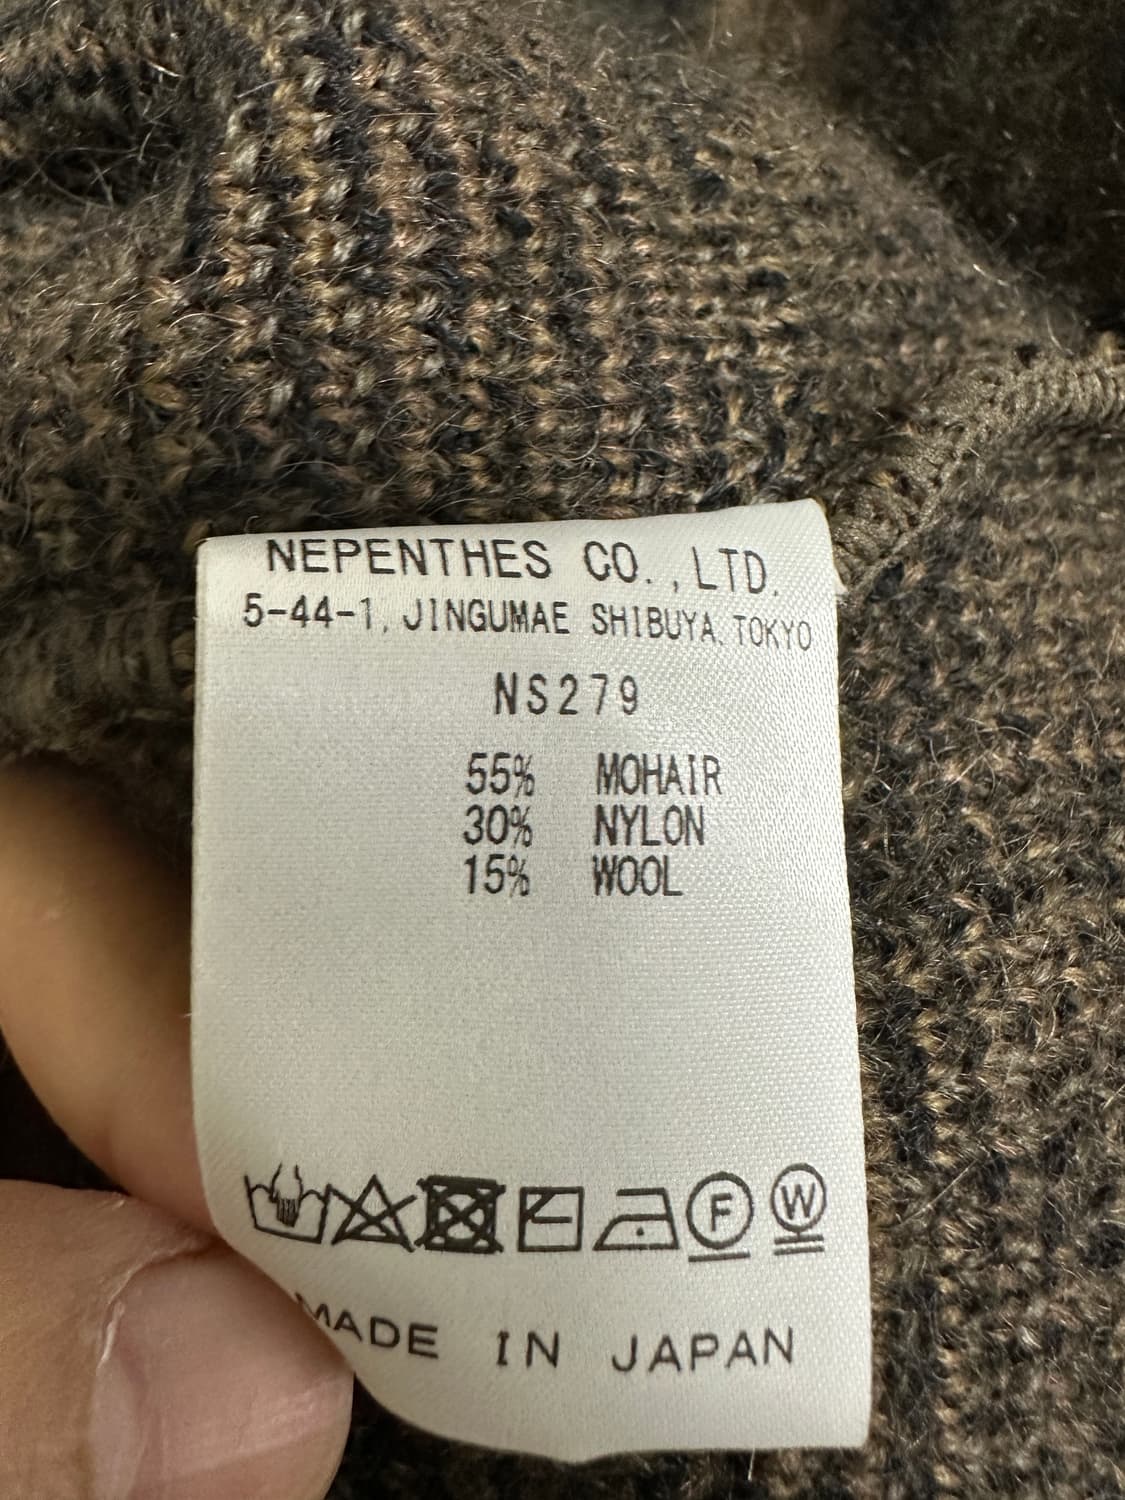 NEPENTHES CO.,LTD.
5-44-1, JINGUMAE SHIBUYA, TOKYO
NS279
55% MOHAIR
30% NYLON
15% WOOL
F W
MADE IN JAPAN